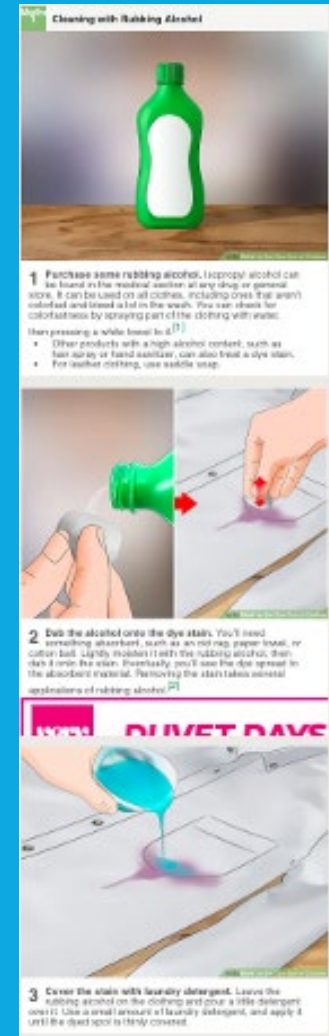 Cleaning with Rubbing Alcohol
1 Purchase some rubbing alcohol. Isopropyl alcohol can
be found in the medical section at any drug or general
store. It can be used on all clothes, including ones that aren't
colorfast and bleed a lot in the wash. You can check for
colorfastness by spraying part of the clothing with water,
then pressing a white towel to it.[1]
• Other products with a high alcohol content, such as
hair spray or hand sanitizer, can also treat a dye stain.
• For leather clothing, use saddle soap.
2 Dab the alcohol onto the dye stain. You'll need
something absorbent, such as an old rag, paper towel, or
cotton ball. Lightly moisten it with the rubbing alcohol, then
dab it onto the stain. Eventually, you'll see the dye spread to
the absorbent material. Removing the stain takes several
applications of rubbing alcohol.[2]
DUVET DAYS
3 Cover the stain with laundry detergent. Leave the
rubbing alcohol on the clothing and pour a little detergent
over it. Use a small amount of laundry detergent, and apply it
until the dyed spot is thinly covered.